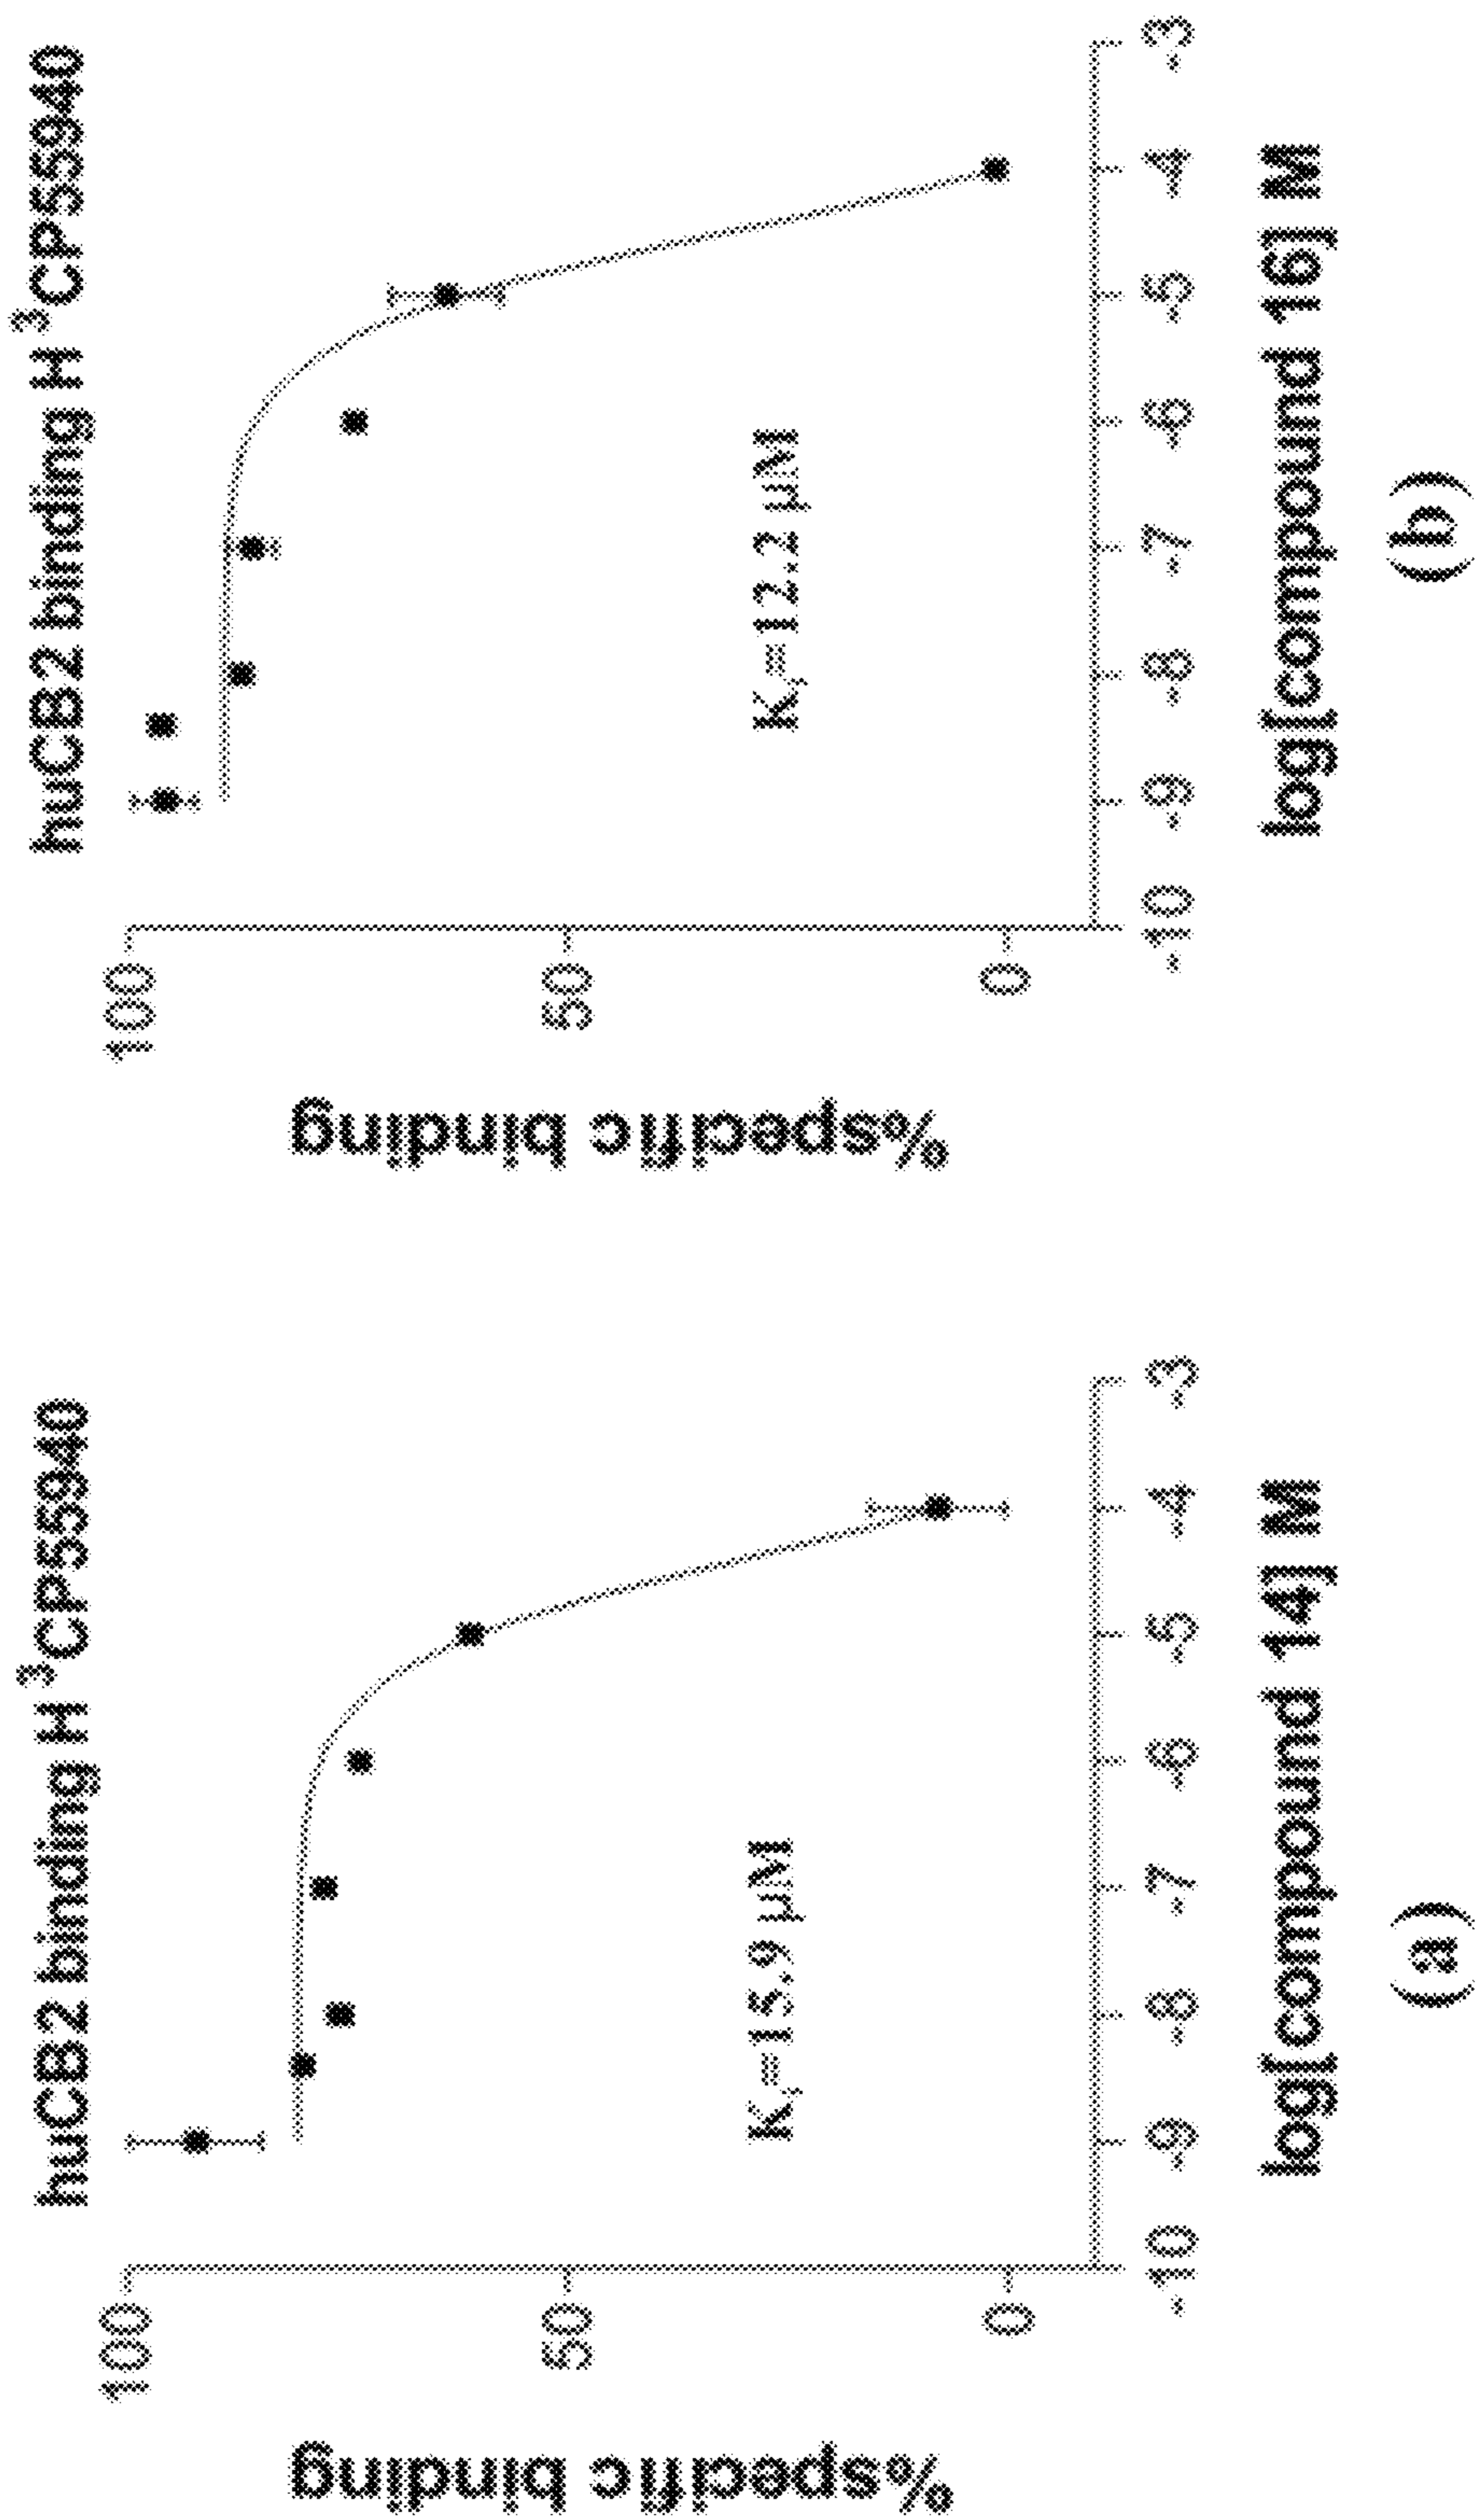 huCB2 binding H ³CP55940
%specific binding
100
50
0
-10 -9 -8 -7 -6 -5 -4 -3
Ki=15.9 µM
log[compound 14] M
(a)
huCB2 binding H ³CP55940
%specific binding
100
50
0
-10 -9 -8 -7 -6 -5 -4 -3
Ki=12.2 µM
log[compound 16] M
(b)